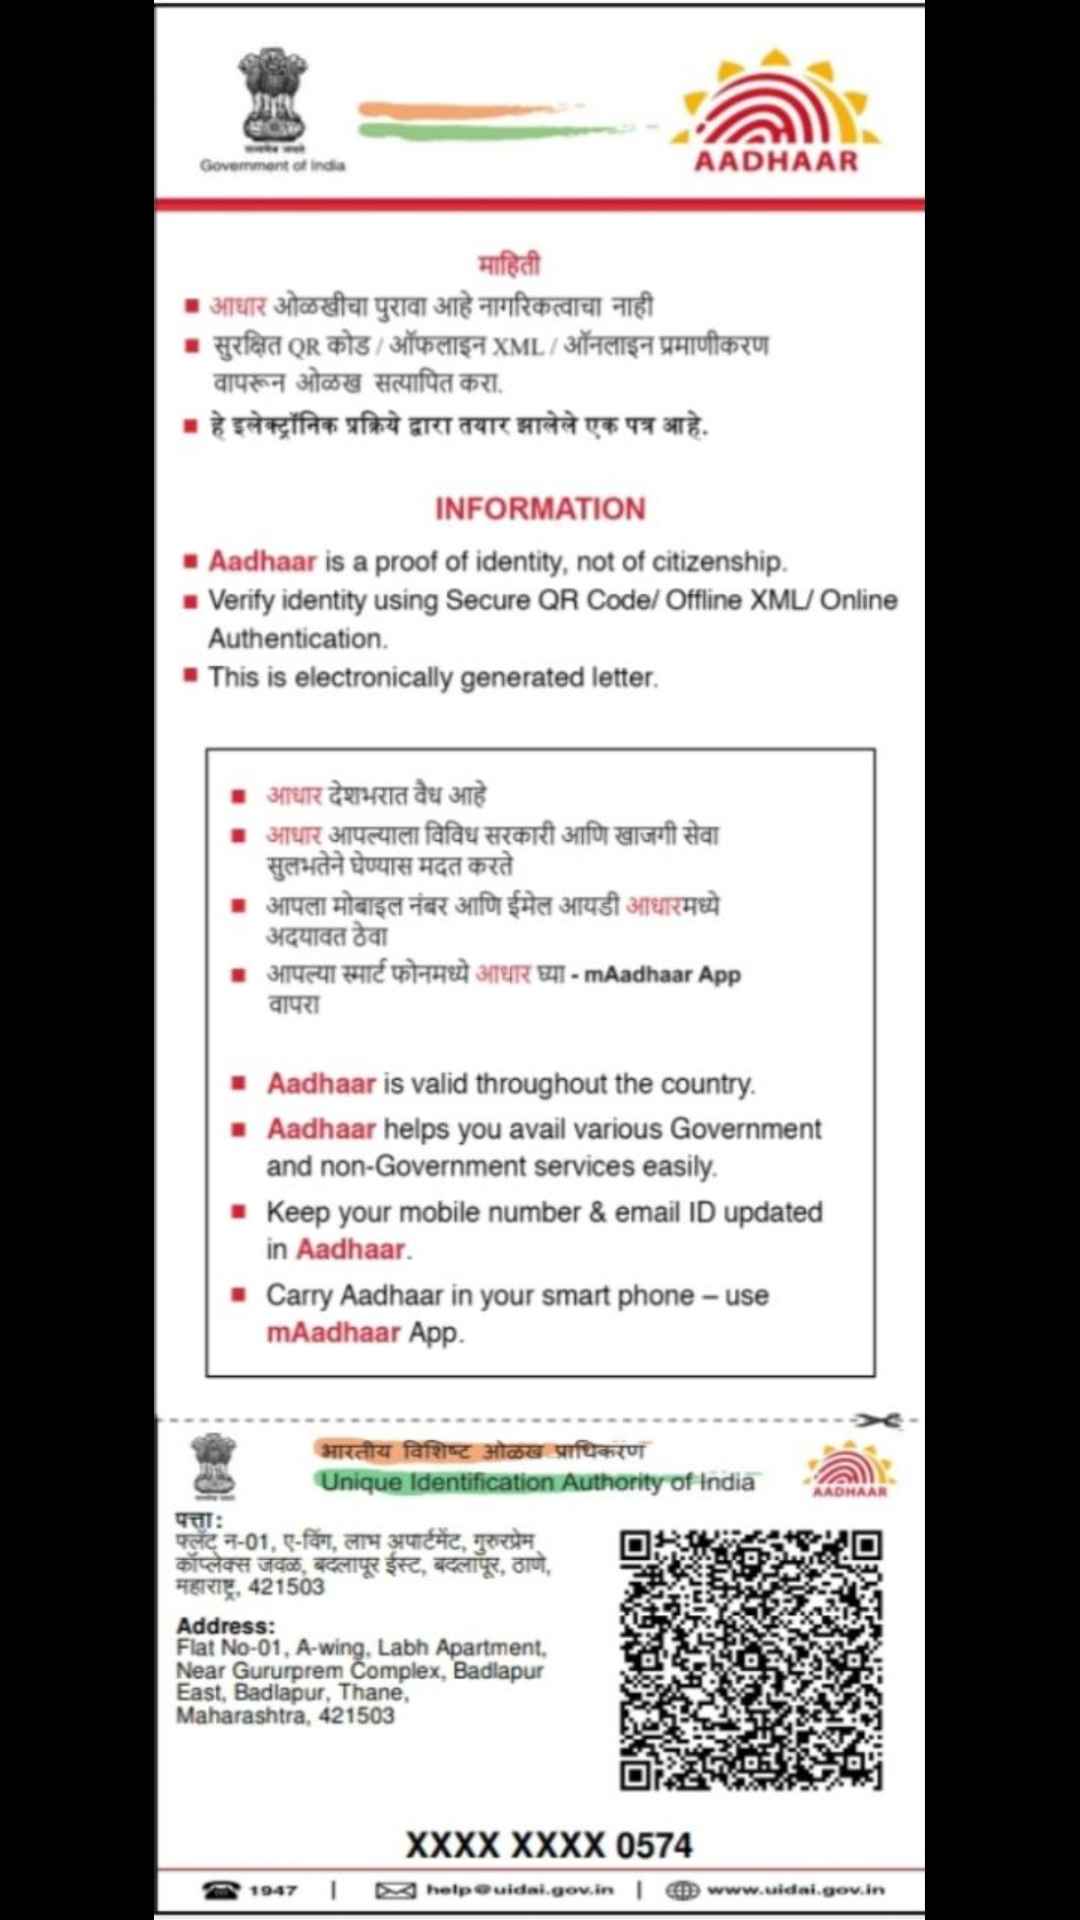 सत्यमेव जयते
Government of India
AADHAAR
माहिती
आधार ओळखीचा पुरावा आहे नागरिकत्वाचा नाही
सुरक्षित QR कोड / ऑफलाइन XML / ऑनलाइन प्रमाणीकरण
वापरून ओळख सत्यापित करा.
हे इलेक्ट्रॉनिक प्रक्रिये द्वारा तयार झालेले एक पत्र आहे.
INFORMATION
Aadhaar is a proof of identity, not of citizenship.
Verify identity using Secure QR Code/ Offline XML/ Online
Authentication.
This is electronically generated letter.
आधार देशभरात वैध आहे
आधार आपल्याला विविध सरकारी आणि खाजगी सेवा
सुलभतेने घेण्यास मदत करते
आपला मोबाइल नंबर आणि ईमेल आयडी आधारमध्ये
अदयावत ठेवा
आपल्या स्मार्ट फोनमध्ये आधार घ्या - mAadhaar App
वापरा
Aadhaar is valid throughout the country.
Aadhaar helps you avail various Government
and non-Government services easily.
Keep your mobile number & email ID updated
in Aadhaar.
Carry Aadhaar in your smart phone – use
mAadhaar App.
भारतीय विशिष्ट ओळख प्राधिकरण
Unique Identification Authority of India
AADHAAR
पत्ता:
फ्लॅट न-01, ए-विंग, लाभ अपार्टमेंट, गुरुरप्रेम
कॉप्लेक्स जवळ, बदलापूर ईस्ट, बदलापूर, ठाणे,
महाराष्ट्र, 421503
Address:
Flat No-01, A-wing, Labh Apartment,
Near Gururprem Complex, Badlapur
East, Badlapur, Thane,
Maharashtra, 421503
XXXX XXXX 0574
1947 | help@uidai.gov.in | www.uidai.gov.in